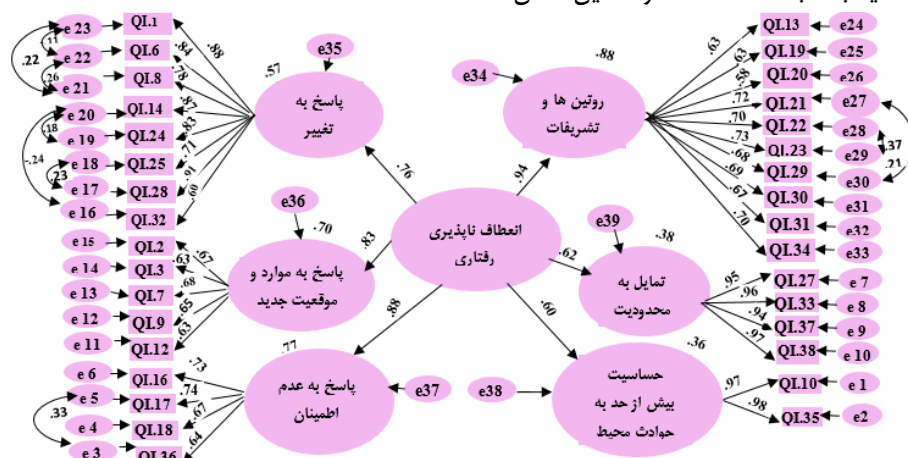 e 23
QI.1
.88
e 22
QI.6
.84
e 21
QI.8
.78
e 20
QI.14
.87
e 19
QI.24
.83
e 18
QI.25
.71
e 17
QI.28
.91
e 16
QI.32
.60
.22
.26
.18
-.24
.23
e35
.57
پاسخ به
تغییر
.76
e 15
QI.2
.67
e 14
QI.3
.63
e 13
QI.7
.68
e 12
QI.9
.65
e 11
QI.12
.63
e36
.70
پاسخ به موارد و
موقعیت جدید
.83
e 6
QI.16
.73
e 5
QI.17
.74
e 4
QI.18
.67
e 3
QI.36
.64
.33
.77
پاسخ به عدم
اطمینان
e37
.88
انعطاف ناپذیری
رفتاری
e34
.88
روتین ها و
تشریفات
.94
QI.13
e24
.63
QI.19
e25
.63
QI.20
e26
.58
QI.21
e27
.72
QI.22
e28
.70
QI.23
e29
.73
QI.29
e30
.68
QI.30
e31
.69
QI.31
e32
.67
QI.34
e33
.70
.37
.21
e39
.38
تمایل به
محدودیت
.62
QI.27
e 7
.95
QI.33
e 8
.96
QI.37
e 9
.94
QI.38
e 10
.97
e38
.36
حساسیت
بیش از حد به
حوادث محیط
.60
QI.10
e 1
.97
QI.35
e2
.98